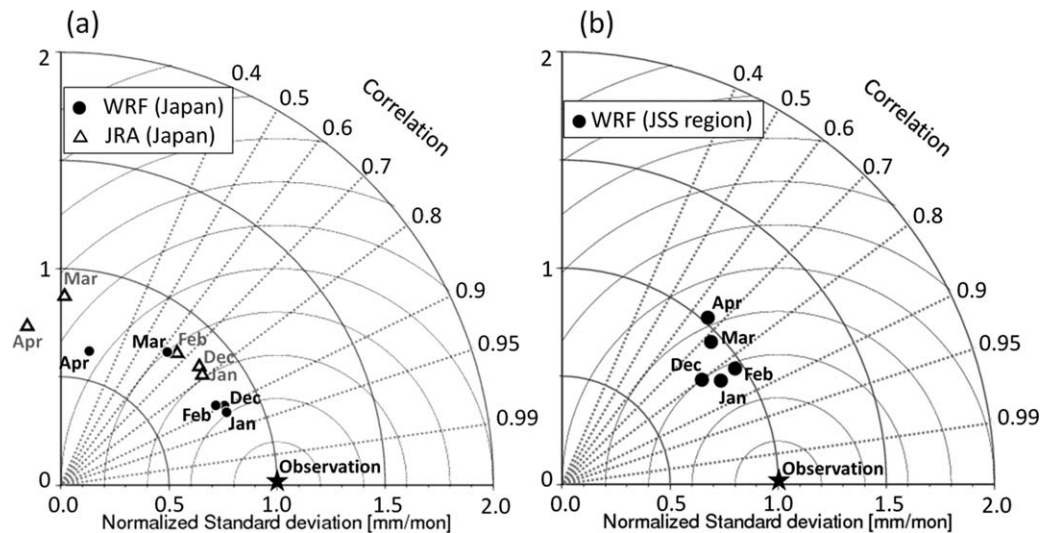 (a)
2
1
0
0.0
0.5
1.0
1.5
2.0
Normalized Standard deviation [mm/mon]
WRF (Japan)
JRA (Japan)
0.4
0.5
0.6
0.7
0.8
0.9
0.95
0.99
Correlation
Mar
Apr
Apr
Mar
Feb
Dec
Jan
Feb
Dec
Jan
Observation
(b)
2
1
0
0.0
0.5
1.0
1.5
2.0
Normalized Standard deviation [mm/mon]
WRF (JSS region)
0.4
0.5
0.6
0.7
0.8
0.9
0.95
0.99
Correlation
Apr
Mar
Dec
Feb
Jan
Observation